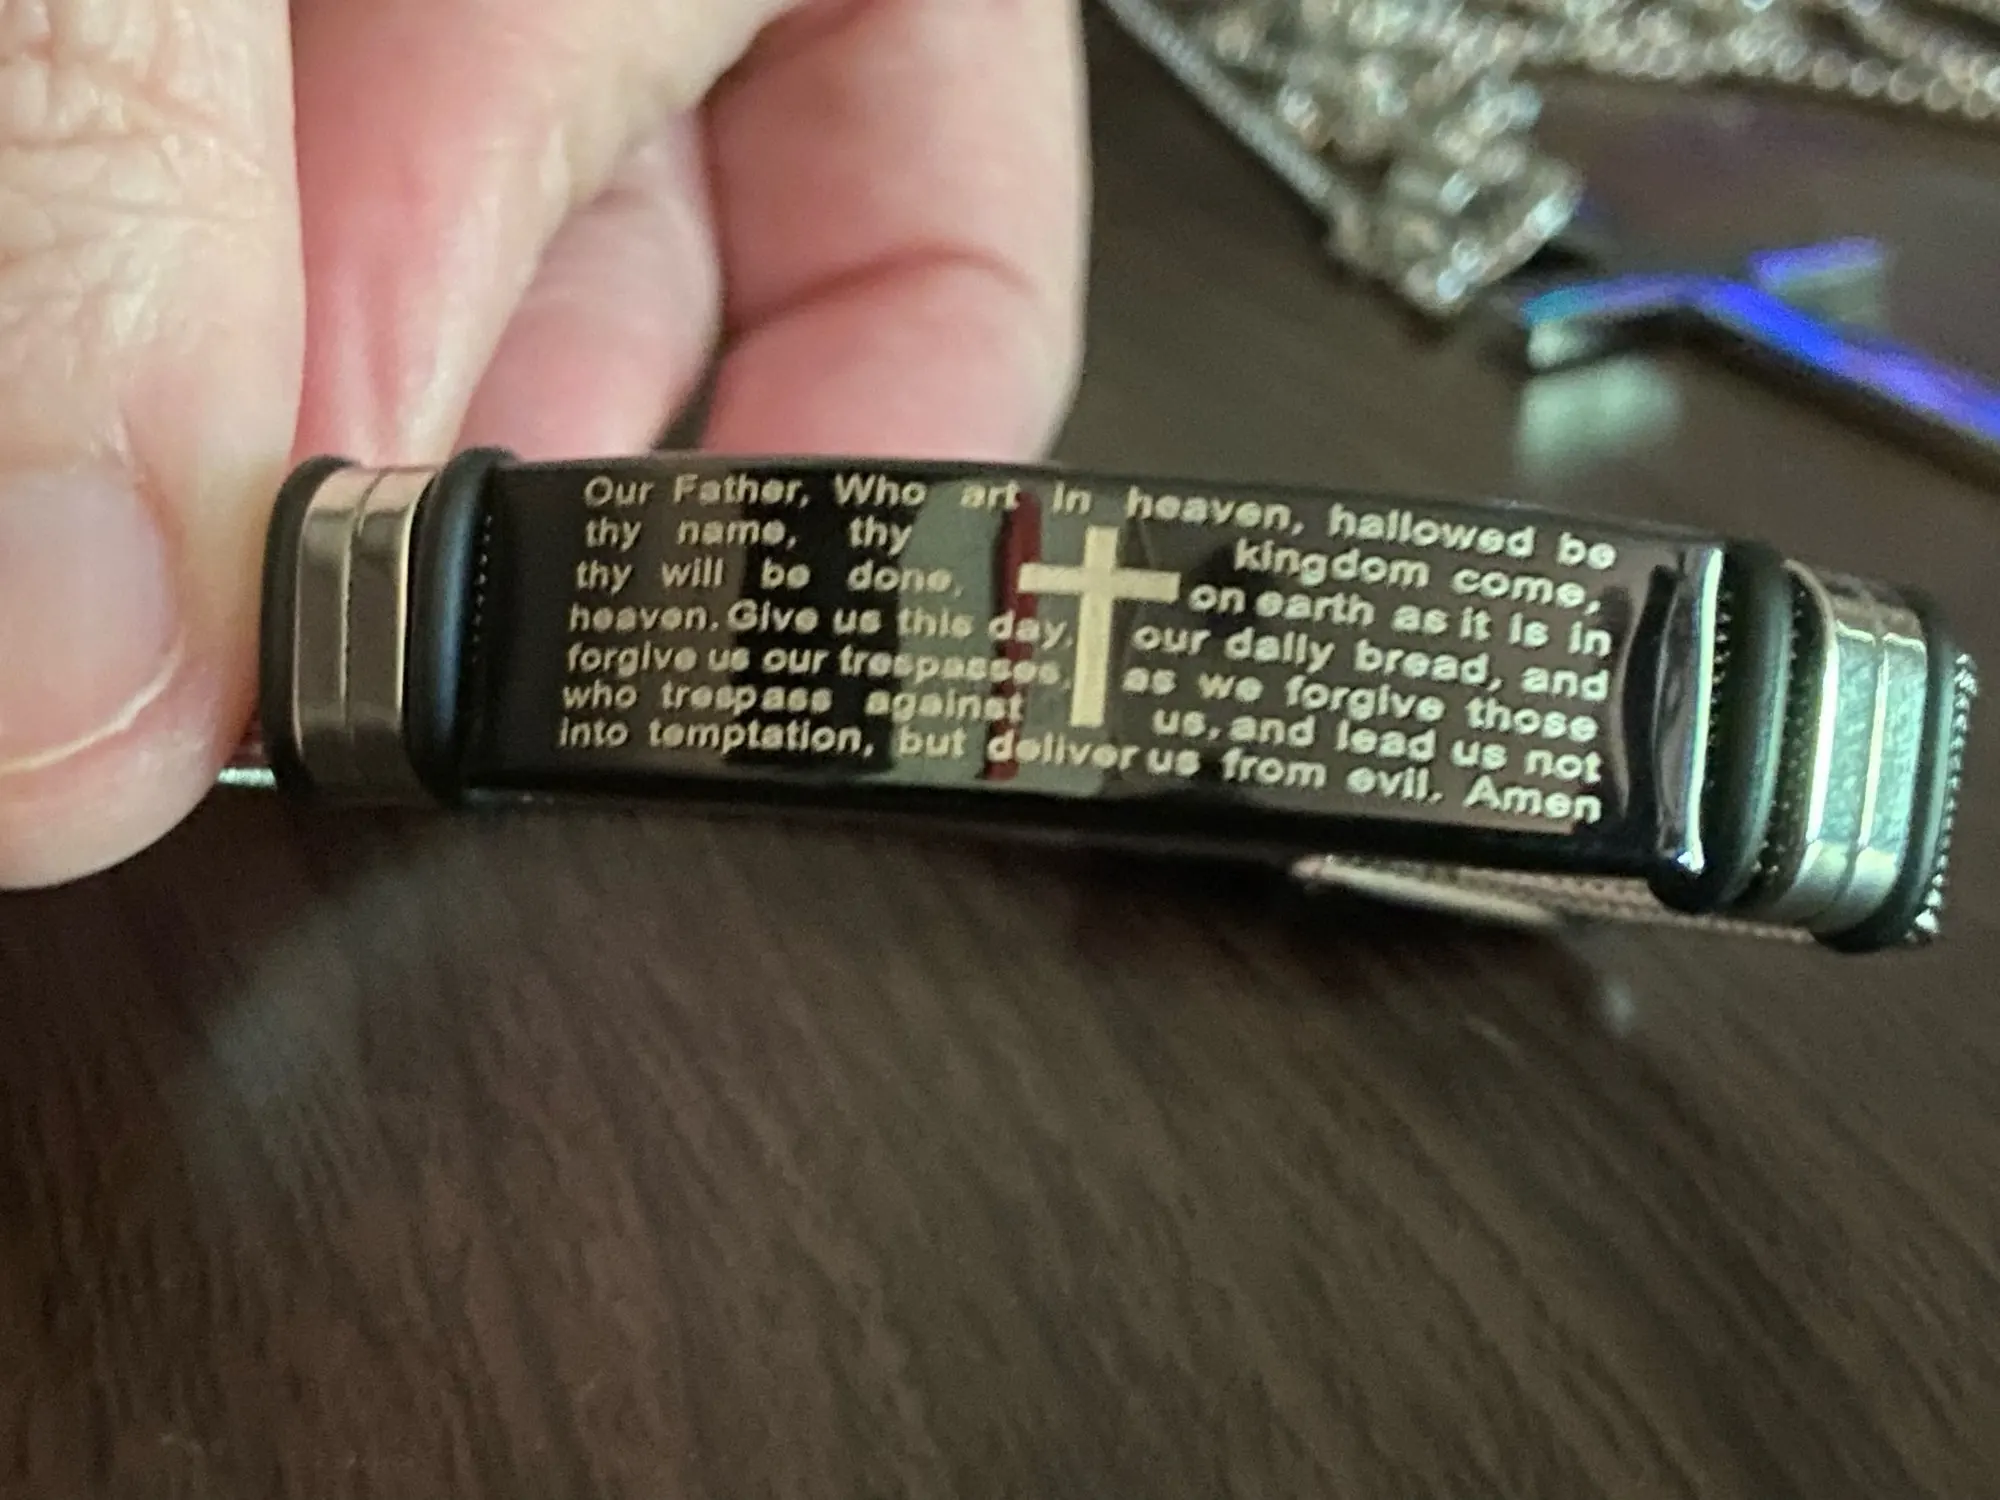 Our Father, Who art in heaven, hallowed be
thy name, thy kingdom come,
thy will be done, on earth as it is in
heaven. Give us this day, our daily bread, and
forgive us our trespasses, as we forgive those
who trespass against us, and lead us not
into temptation, but deliver us from evil. Amen